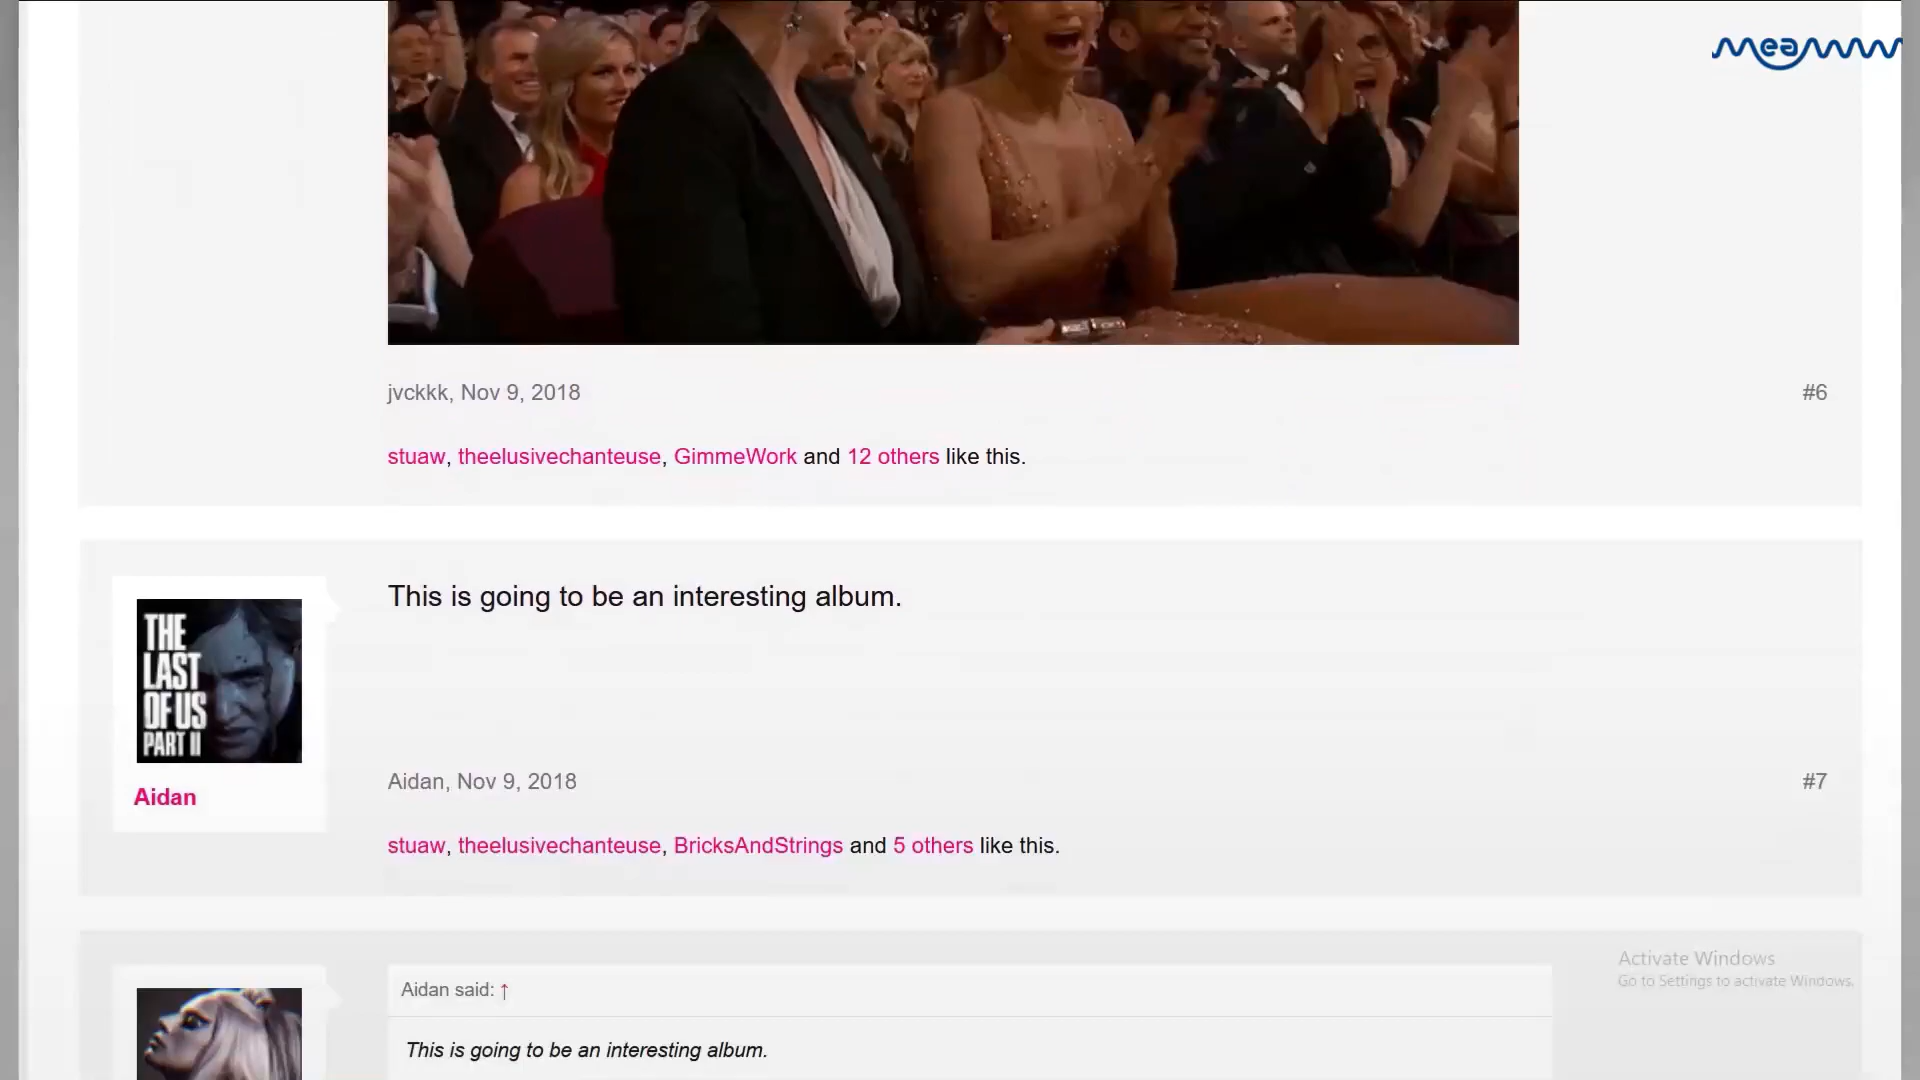 meaww
jvckkk, Nov 9, 2018
#6
stuaw, theelusivechanteuse, GimmeWork and 12 others like this.
This is going to be an interesting album.
THE
LAST
OF US
PART II
Aidan
Aidan, Nov 9, 2018
#7
stuaw, theelusivechanteuse, BricksAndStrings and 5 others like this.
Activate Windows
Go to Settings to activate Windows.
Aidan said: ↑
This is going to be an interesting album.